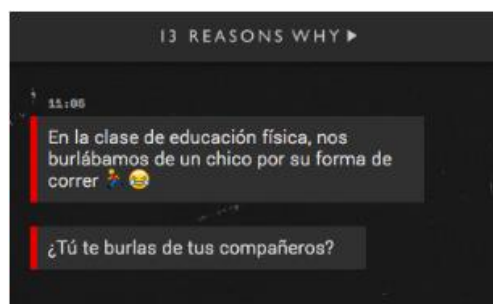 13 REASONS WHY
11:05
En la clase de educación física, nos
burlábamos de un chico por su forma de
correr 🏃 😂
¿Tú te burlas de tus compañeros?